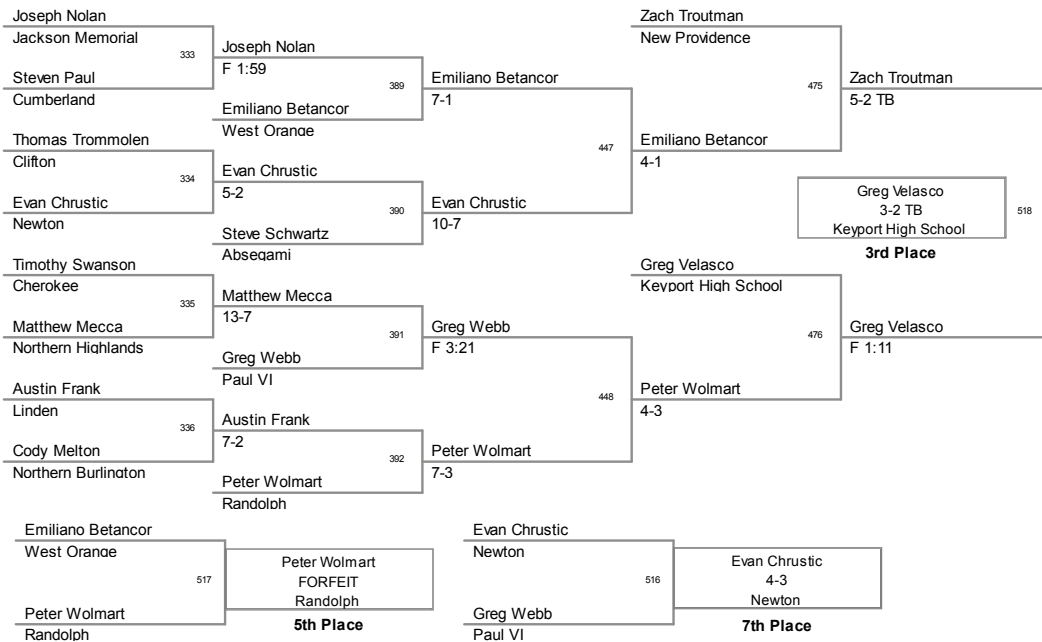 Joseph Nolan
Jackson Memorial
333
Steven Paul
Cumberland
Thomas Trommolen
Clifton
334
Evan Chrustic
Newton
Timothy Swanson
Cherokee
335
Matthew Mecca
Northern Highlands
Austin Frank
Linden
336
Cody Melton
Northern Burlington
Joseph Nolan
F 1:59
389
Emiliano Betancor
West Orange
Evan Chrustic
5-2
390
Steve Schwartz
Absegami
Matthew Mecca
13-7
391
Greg Webb
Paul VI
Austin Frank
7-2
392
Peter Wolmart
Randolph
Emiliano Betancor
7-1
447
Evan Chrustic
10-7
Greg Webb
F 3:21
448
Peter Wolmart
7-3
Zach Troutman
New Providence
475
Emiliano Betancor
4-1
Greg Velasco
Keyport High School
476
Peter Wolmart
4-3
Zach Troutman
5-2 TB
Greg Velasco
3-2 TB
Keyport High School
518
3rd Place
Greg Velasco
F 1:11
Emiliano Betancor
West Orange
517
Peter Wolmart
Randolph
Peter Wolmart
FORFEIT
Randolph
5th Place
Evan Chrustic
Newton
516
Greg Webb
Paul VI
Evan Chrustic
4-3
Newton
7th Place